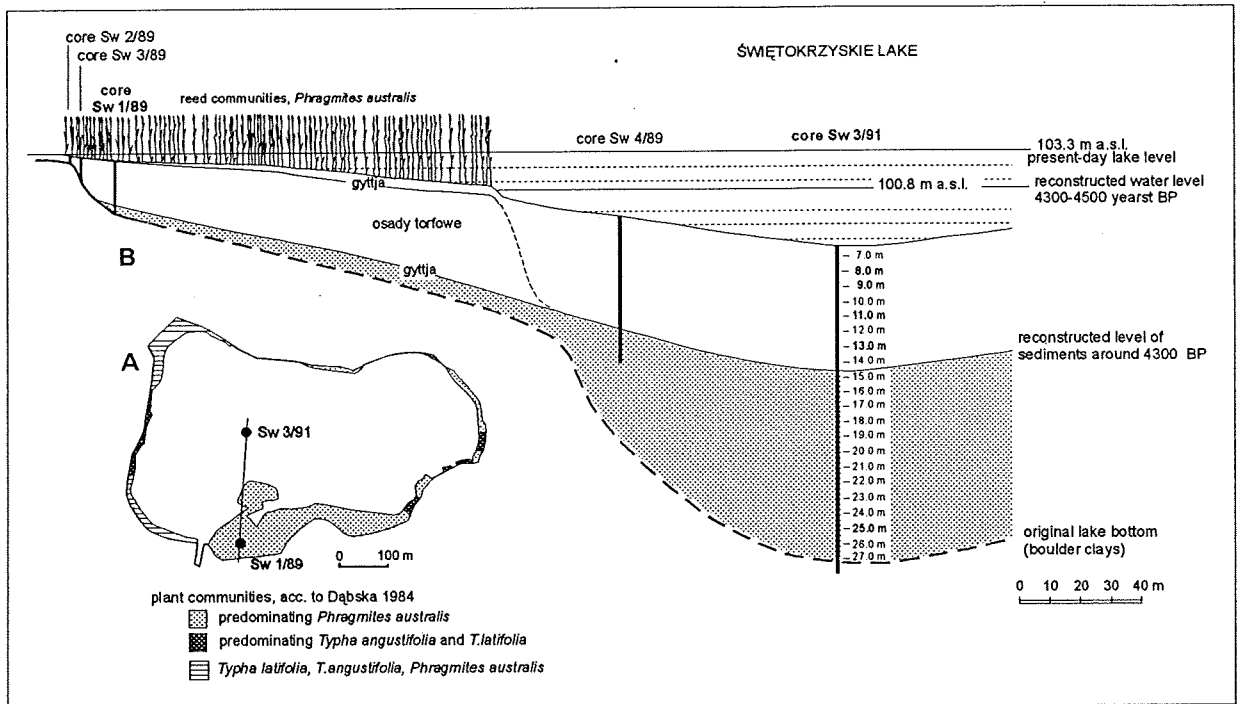 core Sw 2/89
core Sw 3/89
core
Sw 1/89
reed communities, Phragmites australis
ŚWIĘTOKRZYSKIE LAKE
core Sw 4/89
core Sw 3/91
103.3 m a.s.l.
present-day lake level
100.8 m a.s.l.
reconstructed water level
4300-4500 yearst BP
gyttja
osady torfowe
gyttja
B
7.0 m
8.0 m
9.0 m
10.0 m
11.0 m
12.0 m
13.0 m
14.0 m
15.0 m
16.0 m
17.0 m
18.0 m
19.0 m
20.0 m
21.0 m
22.0 m
23.0 m
24.0 m
25.0 m
26.0 m
27.0 m
reconstructed level of
sediments around 4300 BP
original lake bottom
(boulder clays)
0 10 20 30 40 m
A
Sw 3/91
Sw 1/89
0 100 m
plant communities, acc. to Dąbska 1984
predominating Phragmites australis
predominating Typha angustifolia and T.latifolia
Typha latifolia, T.angustifolia, Phragmites australis